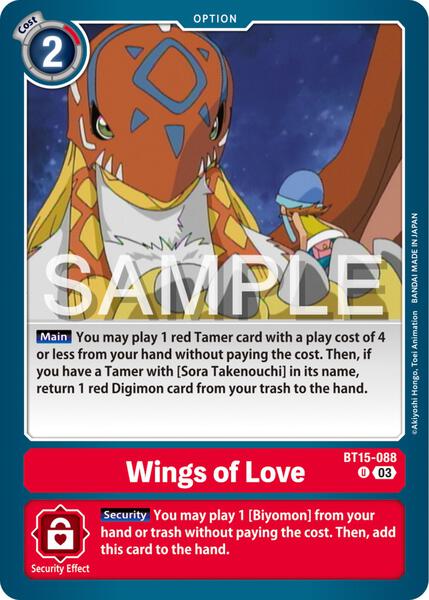 OPTION
Cost
2
SAMPLE
Main You may play 1 red Tamer card with a play cost of 4
or less from your hand without paying the cost. Then, if
you have a Tamer with [Sora Takenouchi] in its name,
return 1 red Digimon card from your trash to the hand.
©Akiyoshi Hongo, Toei Animation BANDAI MADE IN JAPAN
BT15-088
Wings of Love
U 03
Security You may play 1 [Biyomon] from your
hand or trash without paying the cost. Then, add
this card to the hand.
Security Effect